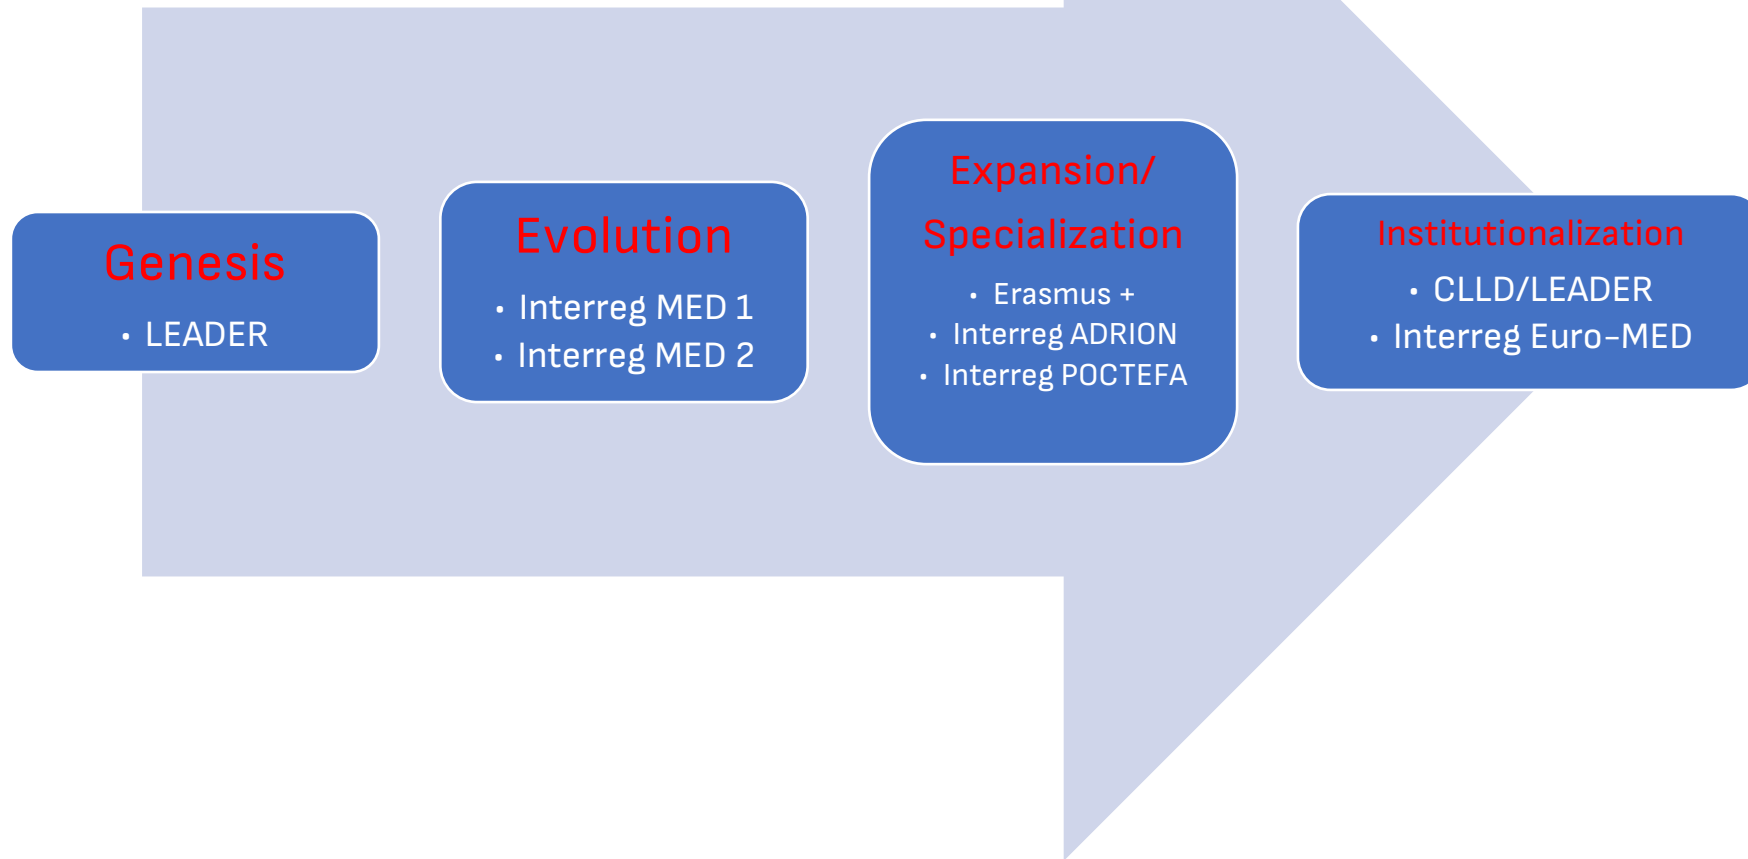 Genesis
• LEADER
Evolution
• Interreg MED 1
• Interreg MED 2
Expansion/
Specialization
• Erasmus +
• Interreg ADRION
• Interreg POCTEFA
Institutionalization
• CLLD/LEADER
• Interreg Euro-MED